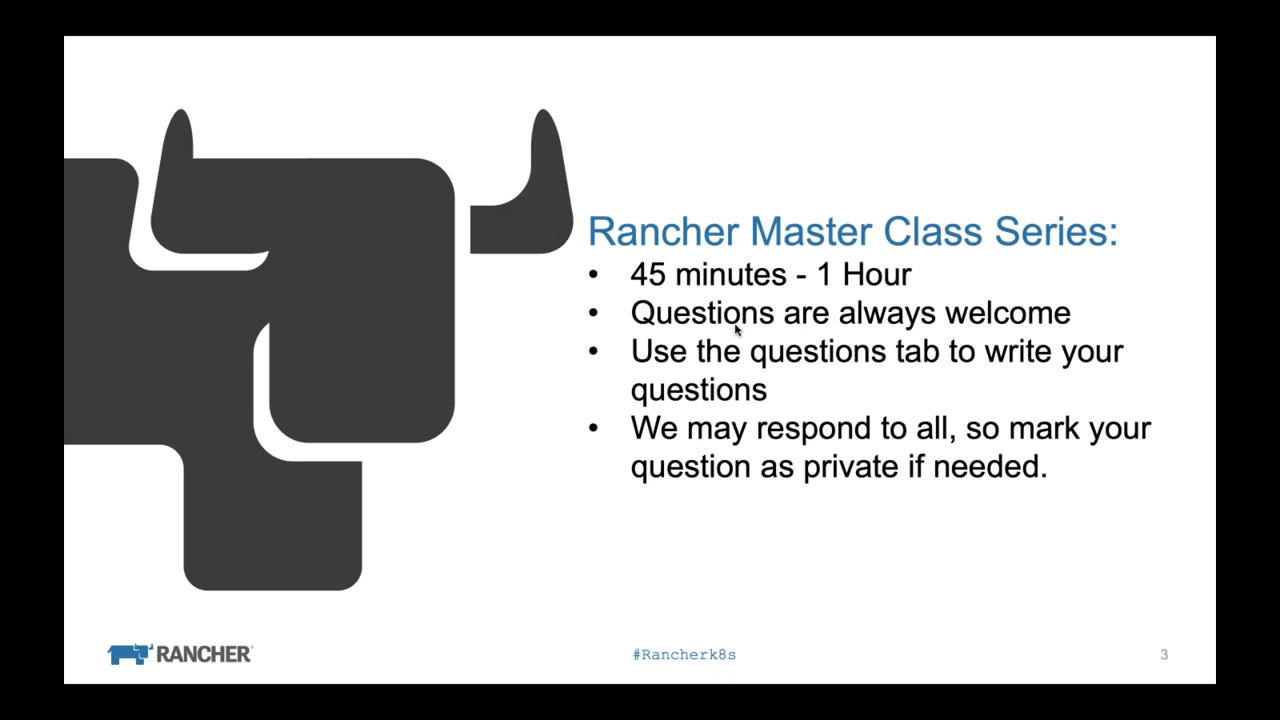 Rancher Master Class Series:
• 45 minutes - 1 Hour
• Questions are always welcome
• Use the questions tab to write your
questions
• We may respond to all, so mark your
question as private if needed.
RANCHER
#Rancherk8s
3